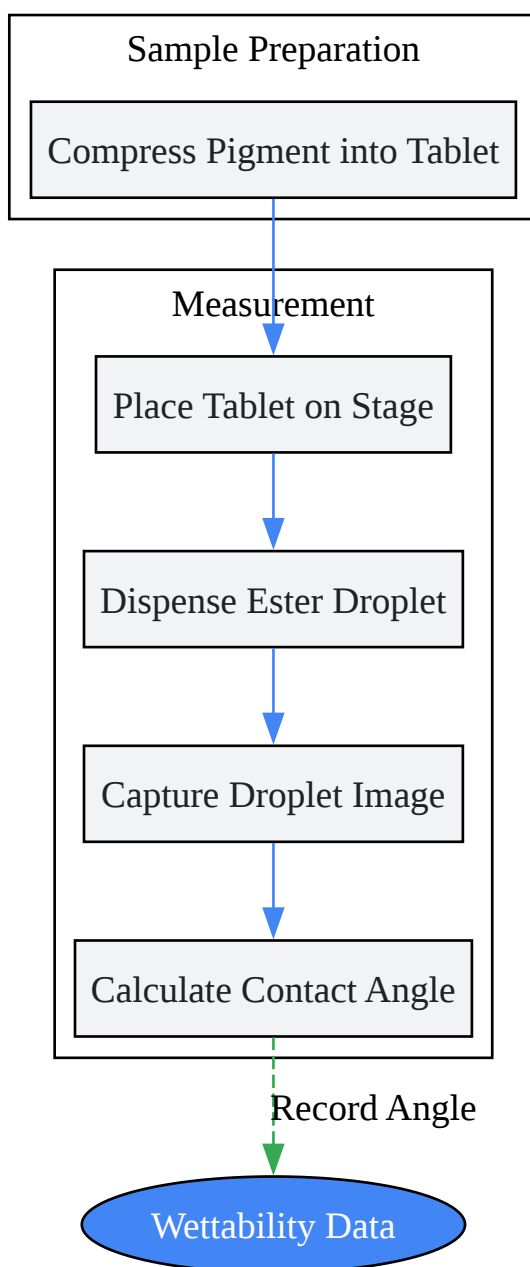 Sample Preparation
Compress Pigment into Tablet
Measurement
Place Tablet on Stage
Dispense Ester Droplet
Capture Droplet Image
Calculate Contact Angle
Record Angle
Wettability Data